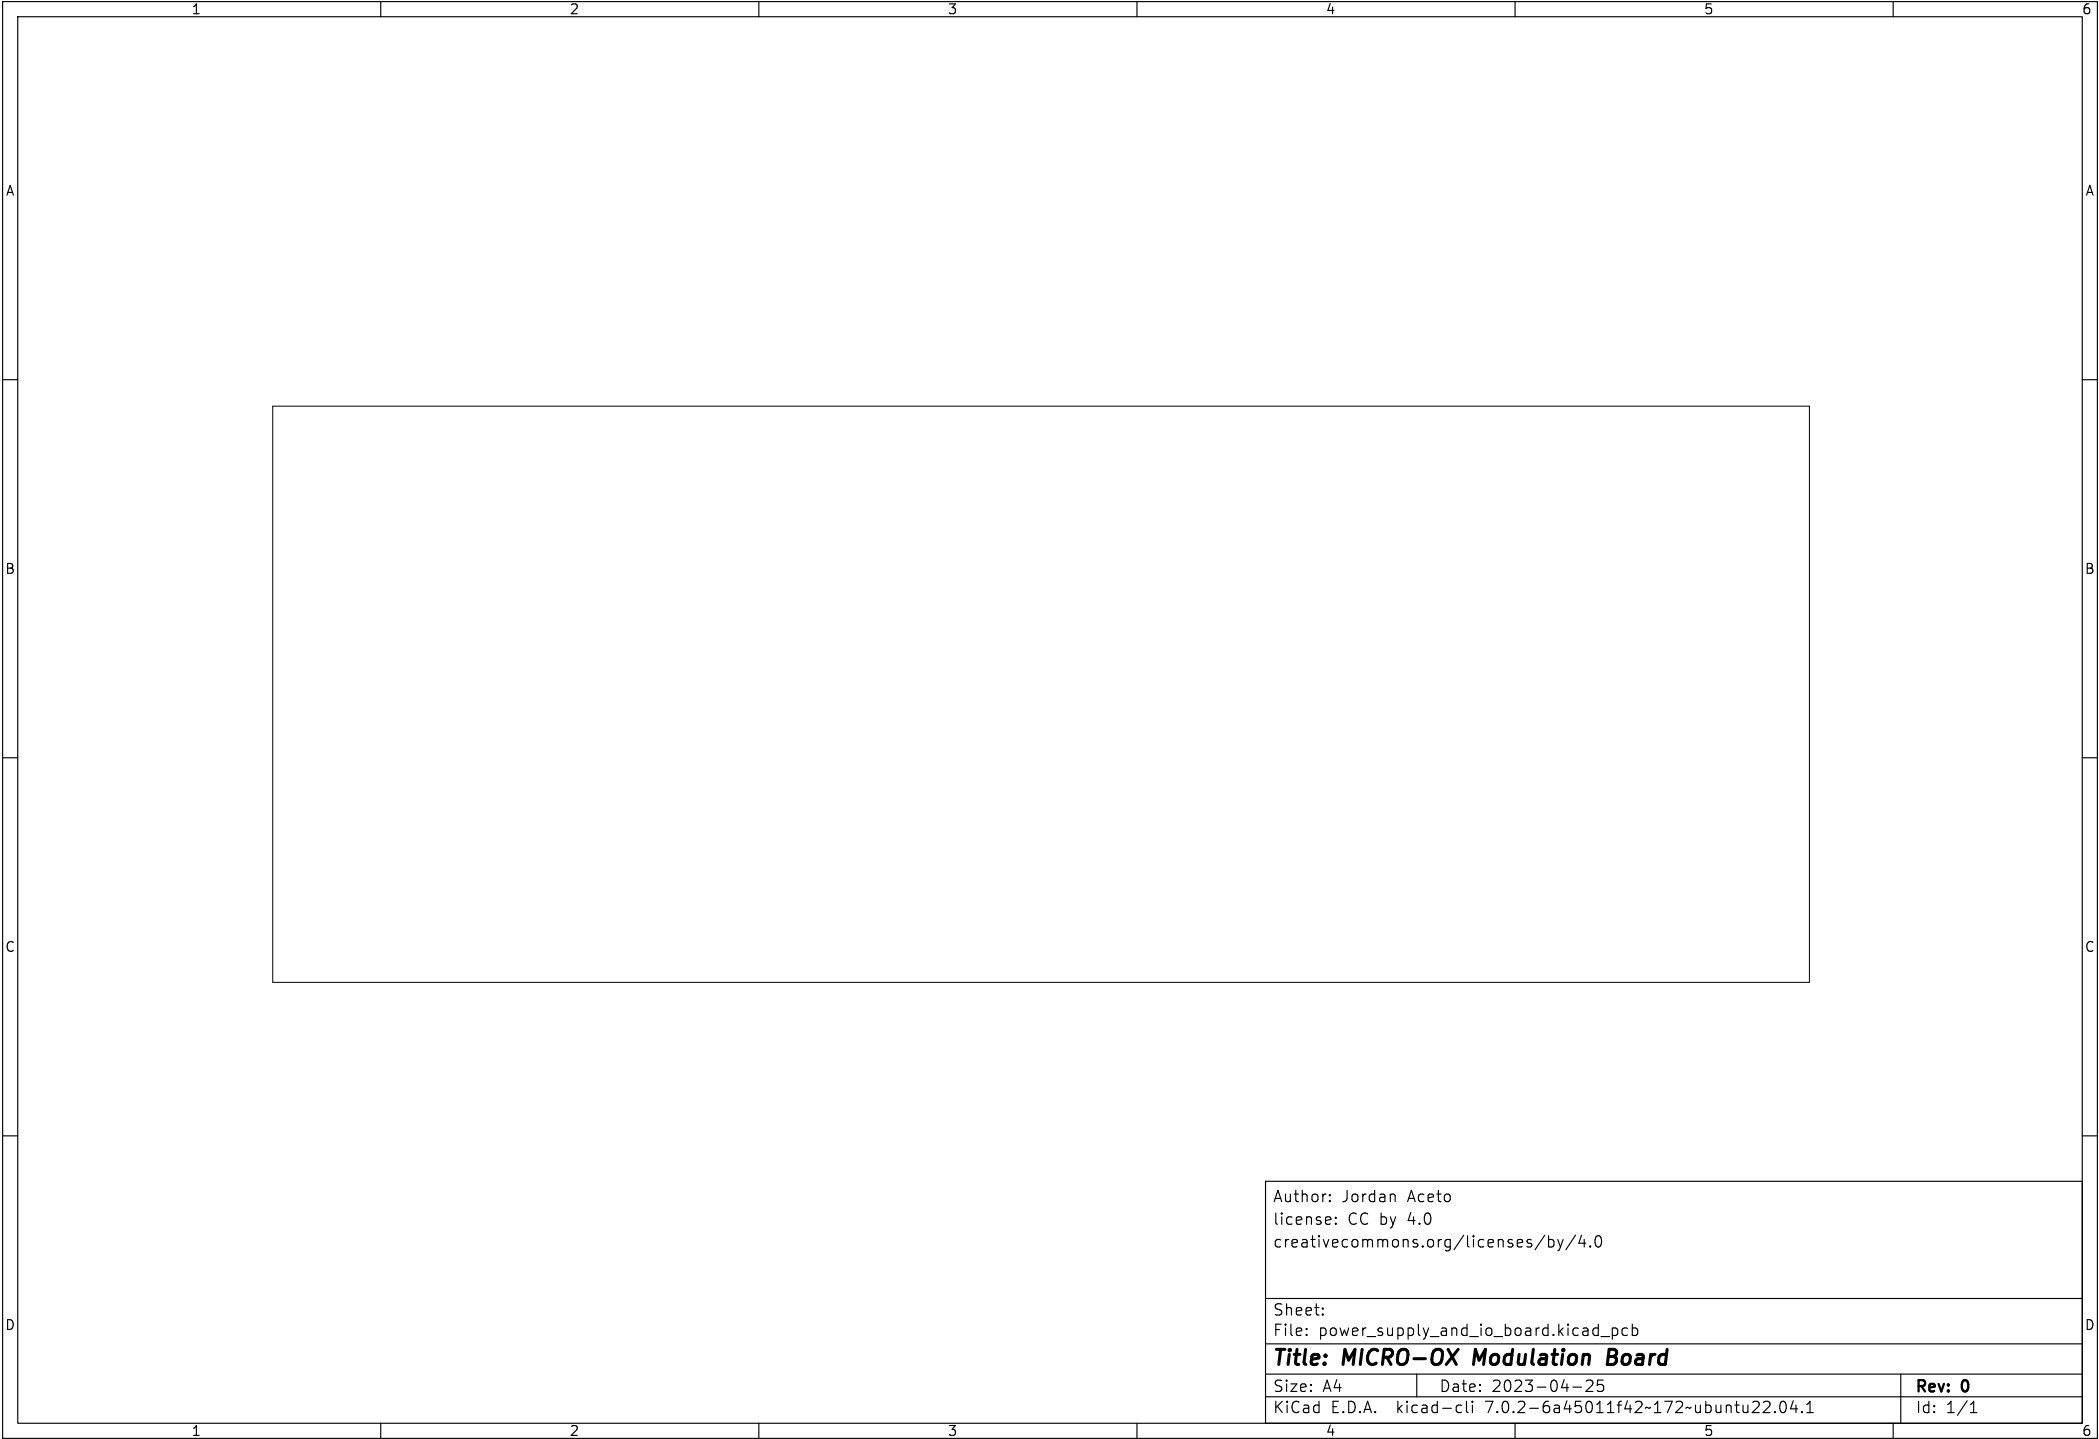 1 2 3 4 5 6
A A
B B
C C
D D
Author: Jordan Aceto
license: CC by 4.0
creativecommons.org/licenses/by/4.0
Sheet:
File: power_supply_and_io_board.kicad_pcb
Title: MICRO-OX Modulation Board
Size: A4 Date: 2023-04-25 Rev: 0
KiCad E.D.A. kicad-cli 7.0.2-6a45011f42~172~ubuntu22.04.1 Id: 1/1
1 2 3 4 5 6